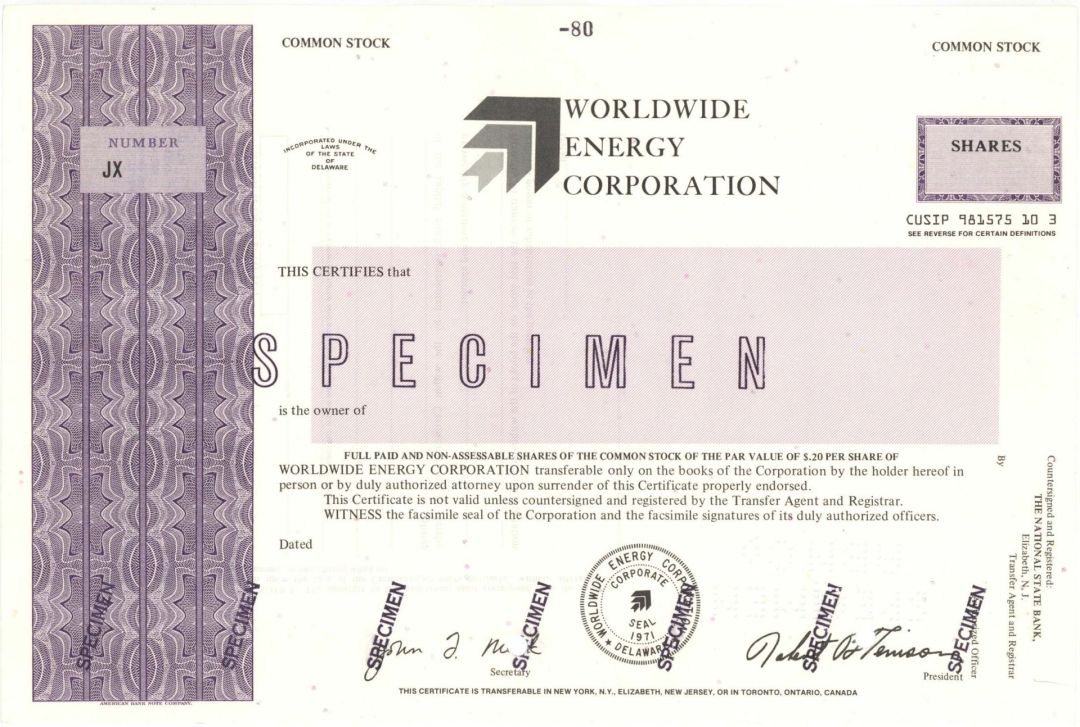 -80
COMMON STOCK
COMMON STOCK
NUMBER
JX
INCORPORATED UNDER THE
LAWS
OF THE STATE
OF
DELAWARE
WORLDWIDE
ENERGY
CORPORATION
SHARES
CUSIP 981575 10 3
SEE REVERSE FOR CERTAIN DEFINITIONS
THIS CERTIFIES that
SPECIMEN
is the owner of
FULL PAID AND NON-ASSESSABLE SHARES OF THE COMMON STOCK OF THE PAR VALUE OF $.20 PER SHARE OF
WORLDWIDE ENERGY CORPORATION transferable only on the books of the Corporation by the holder hereof in
person or by duly authorized attorney upon surrender of this Certificate properly endorsed.
This Certificate is not valid unless countersigned and registered by the Transfer Agent and Registrar.
WITNESS the facsimile seal of the Corporation and the facsimile signatures of its duly authorized officers.
Dated
Countersigned and Registered:
THE NATIONAL STATE BANK,
Elizabeth, N. J.
Transfer Agent and Registrar
By
Officer
WORLDWIDE ENERGY
CORPORATE
SEAL
1971
DELAWARE
SPECIMEN
SPECIMEN
SPECIMEN
SPECIMEN
SPECIMEN
SPECIMEN
SPECIMEN
John J.
Secretary
President
THIS CERTIFICATE IS TRANSFERABLE IN NEW YORK, N.Y., ELIZABETH, NEW JERSEY, OR IN TORONTO, ONTARIO, CANADA
AMERICAN BANK NOTE COMPANY.